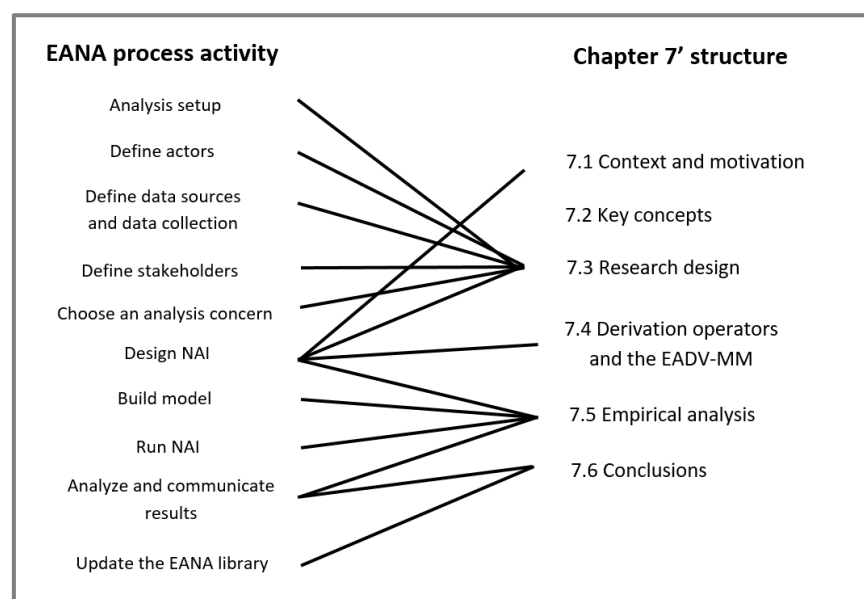 EANA process activity
Analysis setup
Define actors
Define data sources
and data collection
Define stakeholders
Choose an analysis concern
Design NAI
Build model
Run NAI
Analyze and communicate
results
Update the EANA library
Chapter 7’ structure
7.1 Context and motivation
7.2 Key concepts
7.3 Research design
7.4 Derivation operators
and the EADV-MM
7.5 Empirical analysis
7.6 Conclusions